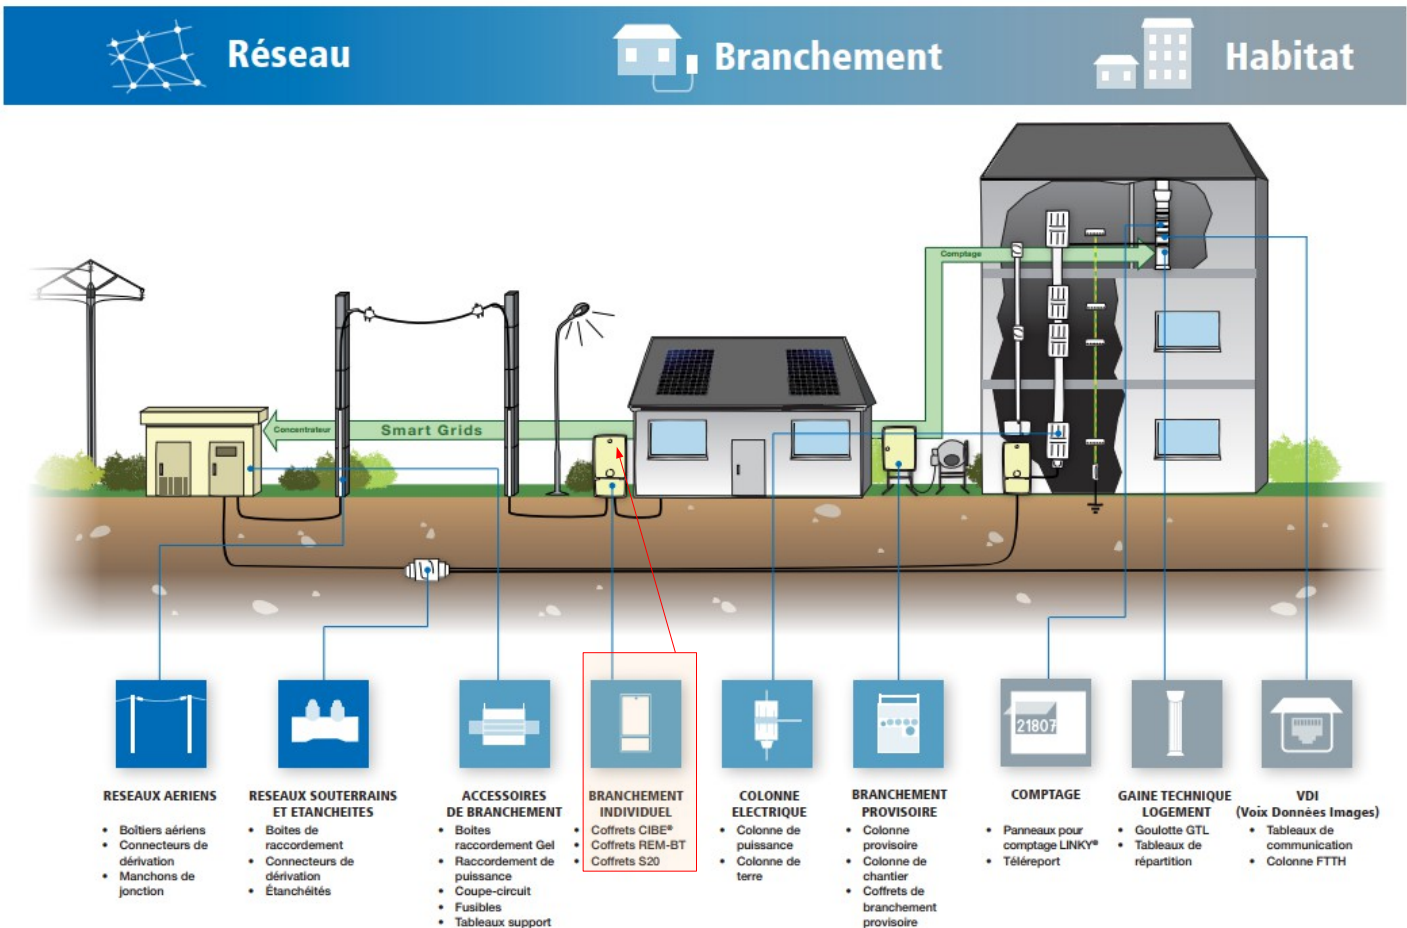 Réseau
Branchement
Habitat
Comptage
Concentrateur
Smart Grids
21807
RESEAUX AERIENS
• Boîtiers aériens
• Connecteurs de
dérivation
• Manchons de
jonction
RESEAUX SOUTERRAINS
ET ETANCHEITES
• Boites de
raccordement
• Connecteurs de
dérivation
• Étanchéités
ACCESSOIRES
DE BRANCHEMENT
• Boites
raccordement Gel
• Raccordement de
puissance
• Coupe-circuit
• Fusibles
• Tableaux support
BRANCHEMENT
INDIVIDUEL
• Coffrets CIBE®
• Coffrets REM-BT
• Coffrets S20
COLONNE
ELECTRIQUE
• Colonne de
puissance
• Colonne de
terre
BRANCHEMENT
PROVISOIRE
• Colonne
provisoire
• Colonne de
chantier
• Coffrets de
branchement
provisoire
COMPTAGE
• Panneaux pour
comptage LINKY®
• Téléreport
GAINE TECHNIQUE
LOGEMENT
• Goulotte GTL
• Tableaux de
répartition
VDI
(Voix Données Images)
• Tableaux de
communication
• Colonne FTTH